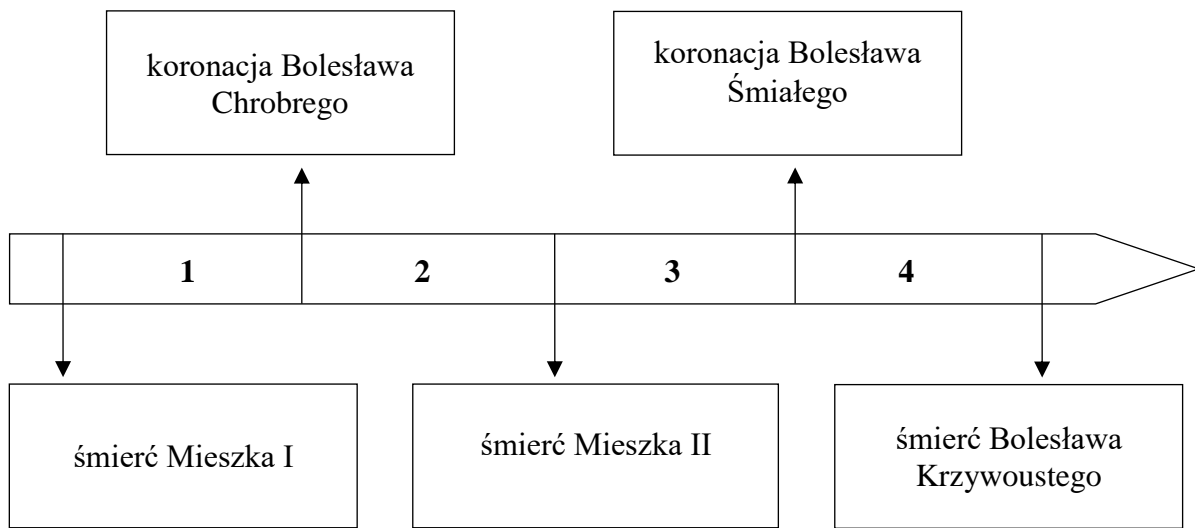 koronacja Bolesława
Chrobrego
koronacja Bolesława
Śmiałego
1
2
3
4
śmierć Mieszka I
śmierć Mieszka II
śmierć Bolesława
Krzywoustego